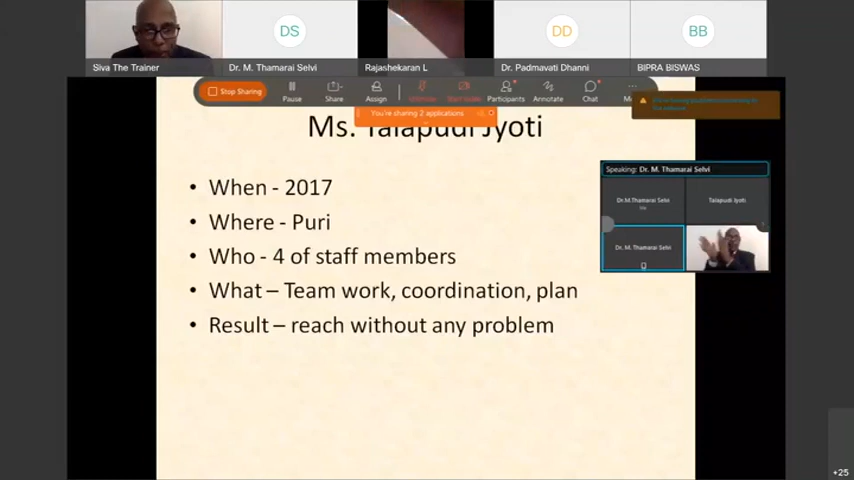 DS
DD
BB
Siva The Trainer
Dr. M. Thamarai Selvi
Rajashekaran L
Dr. Padmavati Dhanni
BIPRA BISWAS
Stop Sharing
Pause
Share
Assign
Participants
Annotate
Chat
You're sharing 2 applications
Ms. Talapudi Jyoti
• When - 2017
• Where - Puri
• Who - 4 of staff members
• What – Team work, coordination, plan
• Result – reach without any problem
Speaking: Dr. M. Thamarai Selvi
Dr.M.Thamarai Selvi
Talapudi Jyoti
Dr. M. Thamarai Selvi
+25